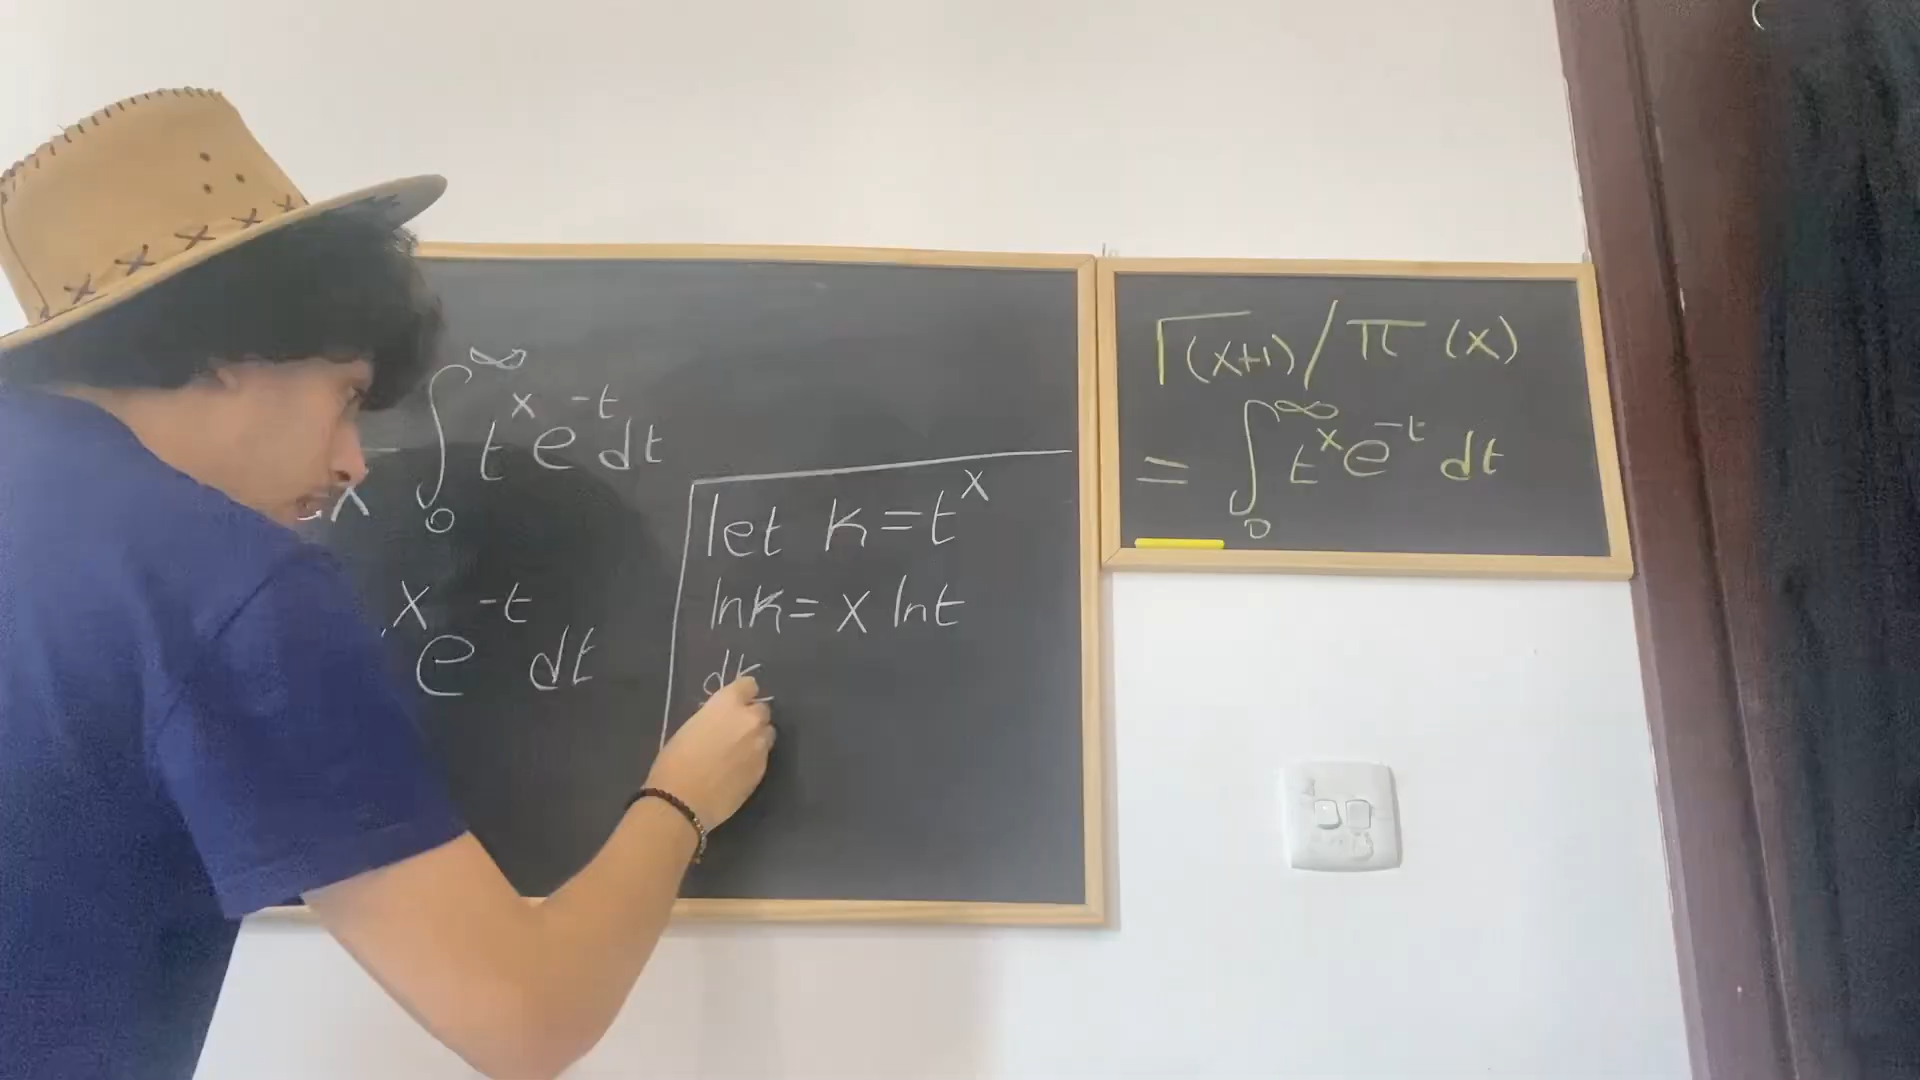 ∫₀^∞ t^x e^-t dt
x e^-t dt
let k = t^x
lnk = x lnt
dk
Γ(x+1) / π (x)
= ∫₀^∞ t^x e^-t dt